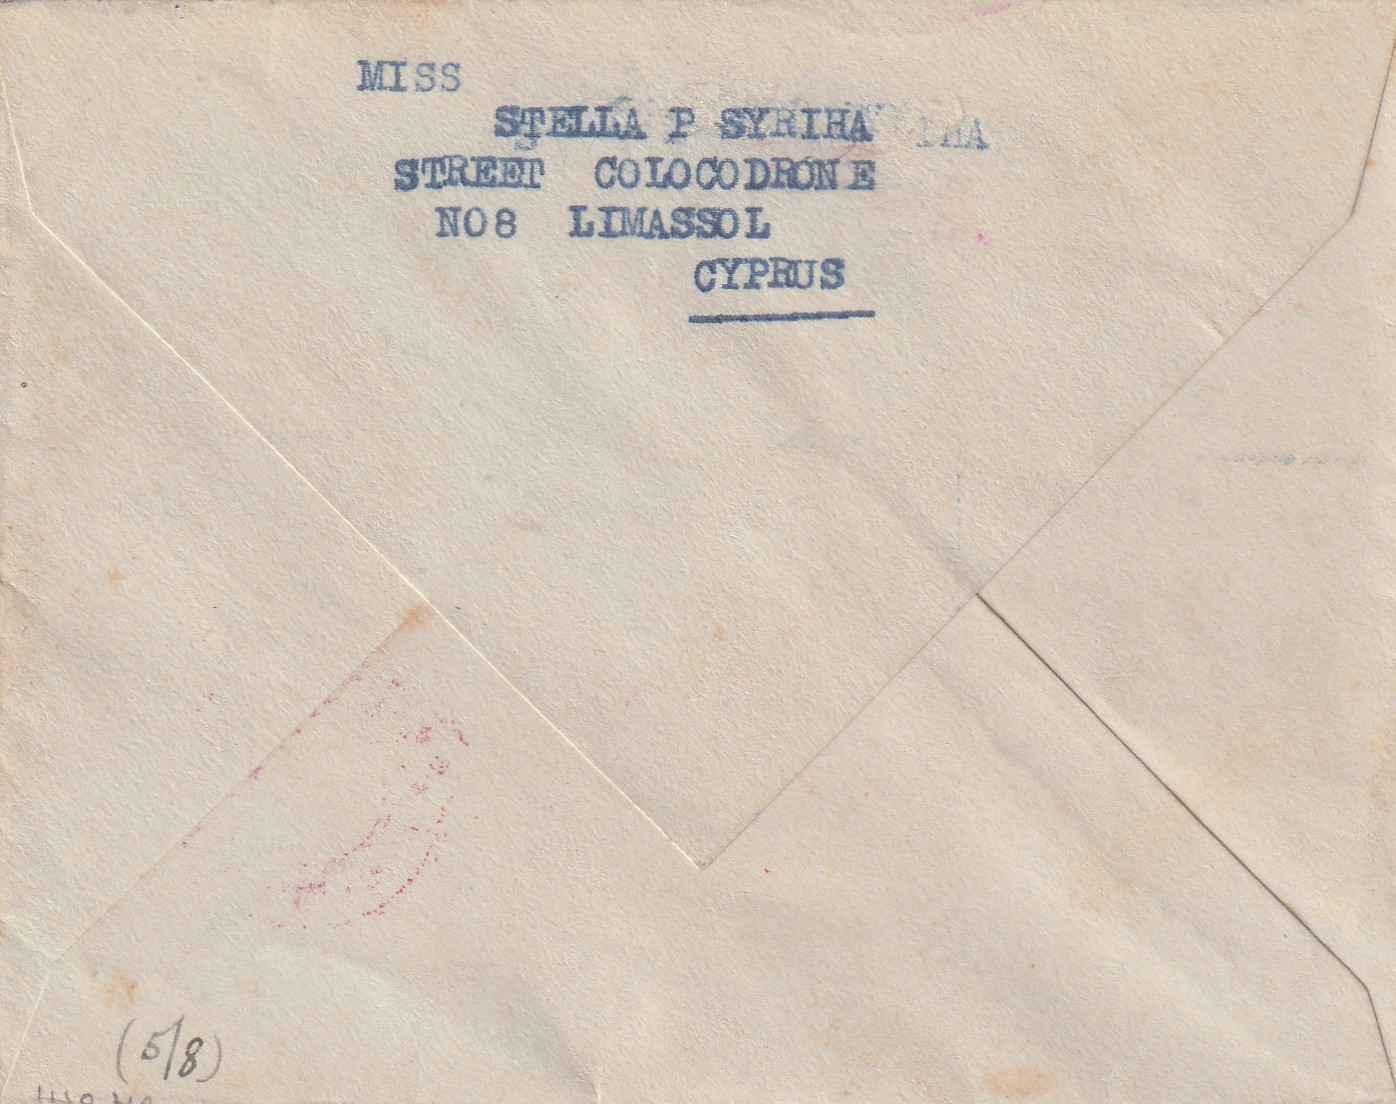 MISS
STELLA P SYRIHA
STREET COLOCODRONE
NO8 LIMASSOL
CYPRUS
(5/8)